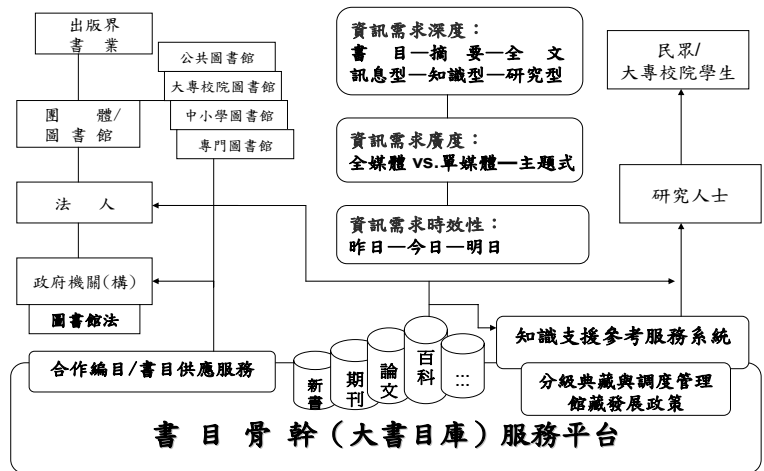 出版界
書 業
團 體/
圖 書 館
法 人
政府機關(構)
圖書館法
公共圖書館
大專校院圖書館
中小學圖書館
專門圖書館
資訊需求深度：
書 目—摘 要—全 文
訊息型—知識型—研究型
資訊需求廣度：
全媒體 vs.單媒體—主題式
資訊需求時效性：
昨日—今日—明日
民眾/
大專校院學生
研究人士
知識支援參考服務系統
分級典藏與調度管理
館藏發展政策
合作編目/書目供應服務
新書
期刊
論文
百科
:::
書 目 骨 幹（大書目庫）服務平台